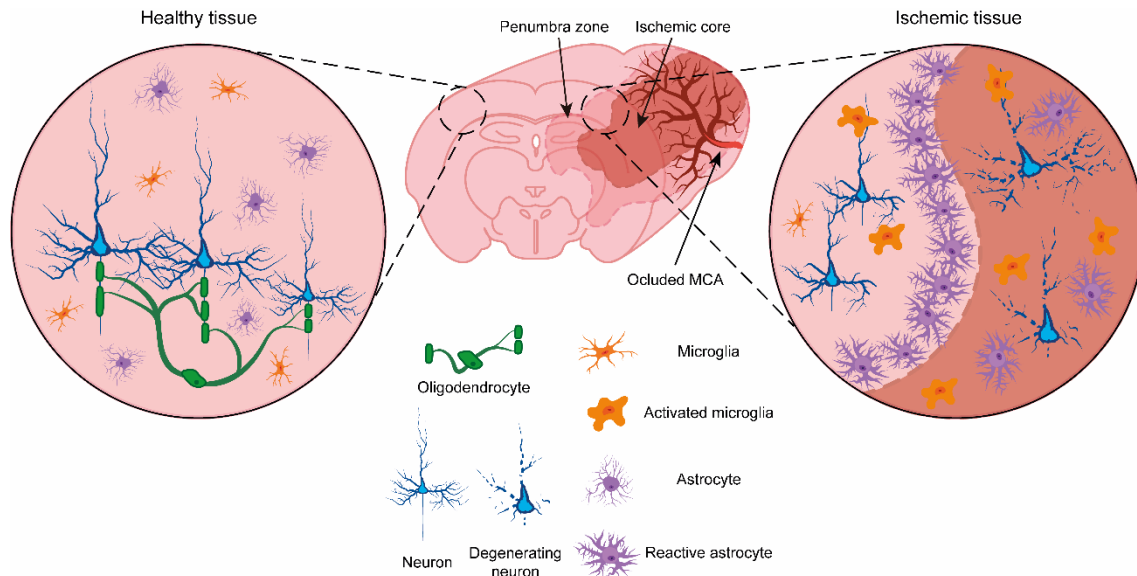 Healthy tissue
Penumbra zone
Ischemic core
Ischemic tissue
Ocluded MCA
Oligodendrocyte
Microglia
Activated microglia
Astrocyte
Neuron
Degenerating
neuron
Reactive astrocyte